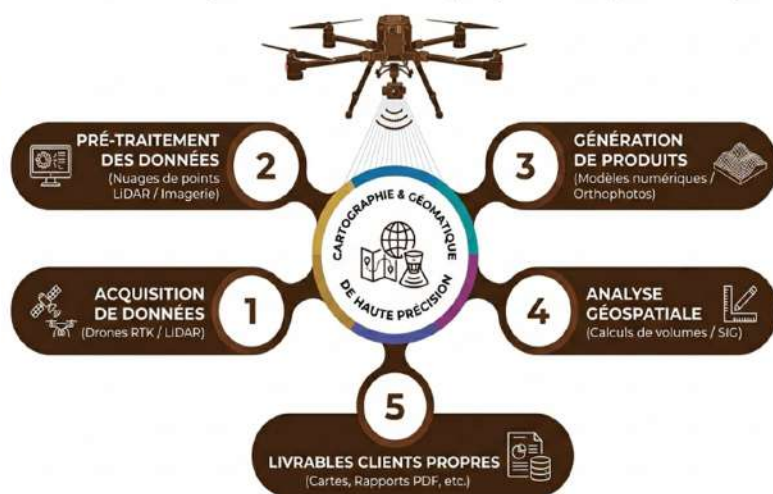 PRÉ-TRAITEMENT
DES DONNÉES
(Nuages de points
LiDAR / Imagerie)
2
3
GÉNÉRATION
DE PRODUITS
(Modèles numériques /
Orthophotos)
CARTOGRAPHIE & GÉOMATIQUE
DE HAUTE PRÉCISION
ACQUISITION
DE DONNÉES
(Drones RTK / LiDAR)
1
4
ANALYSE
GÉOSPATIALE
(Calculs de volumes / SIG)
5
LIVRABLES CLIENTS PROPRES
(Cartes, Rapports PDF, etc.)